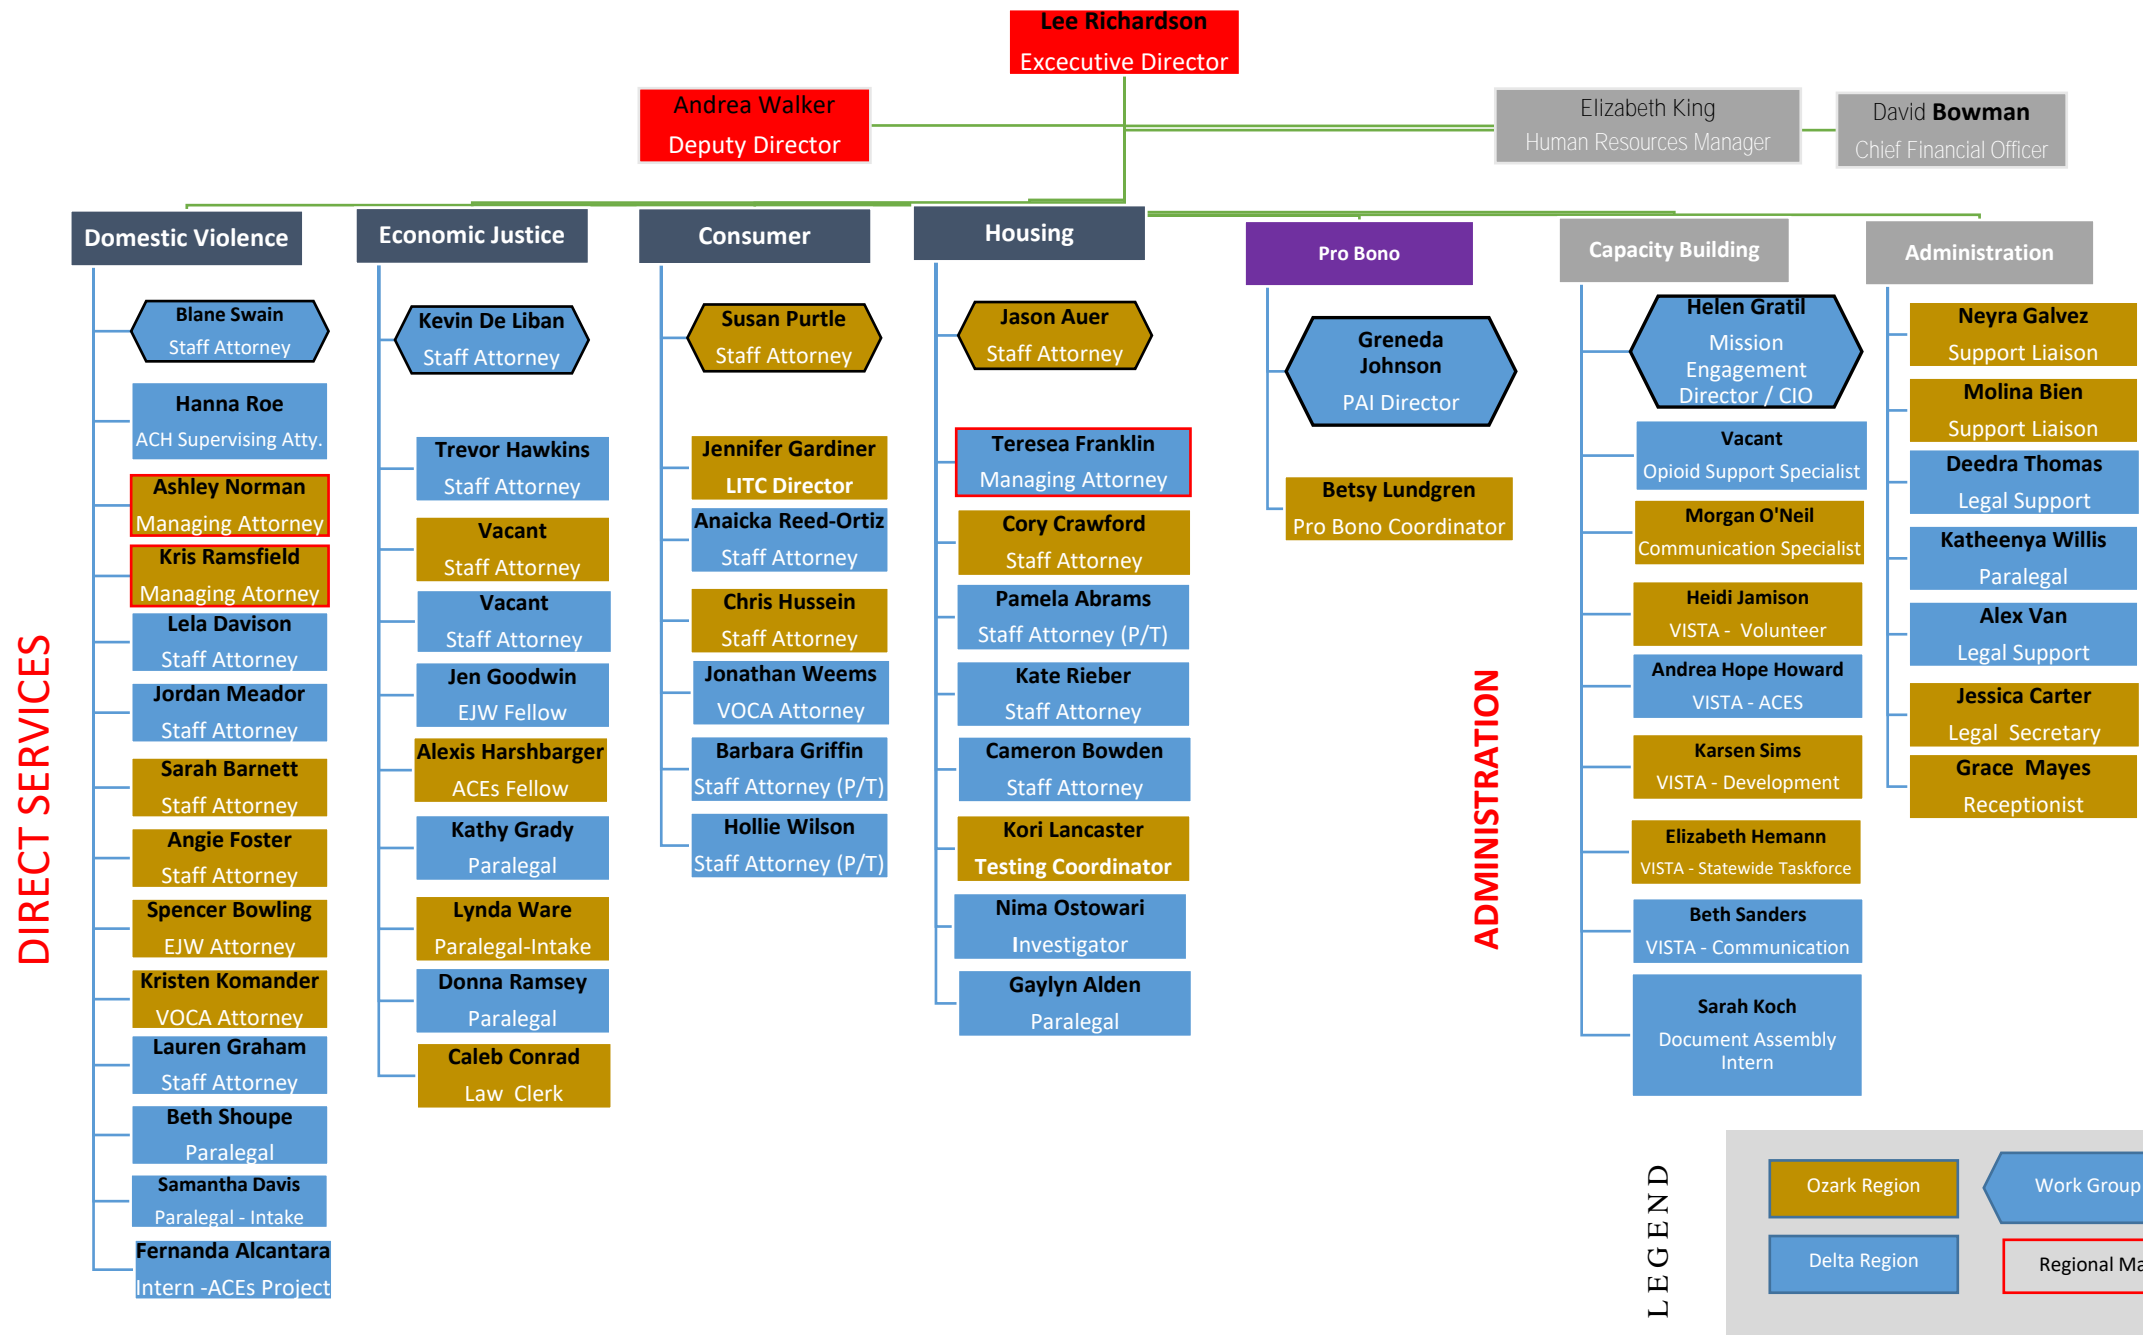 Lee Richardson
Excecutive Director
Andrea Walker
Deputy Director
Elizabeth King
Human Resources Manager
David Bowman
Chief Financial Officer
Domestic Violence
Blane Swain
Staff Attorney
Hanna Roe
ACH Supervising Atty.
Ashley Norman
Managing Attorney
Kris Ramsfield
Managing Atorney
Lela Davison
Staff Attorney
Jordan Meador
Staff Attorney
Sarah Barnett
Staff Attorney
Angie Foster
Staff Attorney
Spencer Bowling
EJW Attorney
Kristen Komander
VOCA Attorney
Lauren Graham
Staff Attorney
Beth Shoupe
Paralegal
Samantha Davis
Paralegal - Intake
Fernanda Alcantara
Intern -ACEs Project
Economic Justice
Kevin De Liban
Staff Attorney
Trevor Hawkins
Staff Attorney
Vacant
Staff Attorney
Vacant
Staff Attorney
Jen Goodwin
EJW Fellow
Alexis Harshbarger
ACEs Fellow
Kathy Grady
Paralegal
Lynda Ware
Paralegal-Intake
Donna Ramsey
Paralegal
Caleb Conrad
Law Clerk
Consumer
Susan Purtle
Staff Attorney
Jennifer Gardiner
LITC Director
Anaicka Reed-Ortiz
Staff Attorney
Chris Hussein
Staff Attorney
Jonathan Weems
VOCA Attorney
Barbara Griffin
Staff Attorney (P/T)
Hollie Wilson
Staff Attorney (P/T)
Housing
Jason Auer
Staff Attorney
Teresea Franklin
Managing Attorney
Cory Crawford
Staff Attorney
Pamela Abrams
Staff Attorney (P/T)
Kate Rieber
Staff Attorney
Cameron Bowden
Staff Attorney
Kori Lancaster
Testing Coordinator
Nima Ostowari
Investigator
Gaylyn Alden
Paralegal
Pro Bono
Greneda
Johnson
PAI Director
Betsy Lundgren
Pro Bono Coordinator
Capacity Building
Helen Gratil
Mission
Engagement
Director / CIO
Vacant
Opioid Support Specialist
Morgan O'Neil
Communication Specialist
Heidi Jamison
VISTA - Volunteer
Andrea Hope Howard
VISTA - ACES
Karsen Sims
VISTA - Development
Elizabeth Hemann
VISTA - Statewide Taskforce
Beth Sanders
VISTA - Communication
Sarah Koch
Document Assembly
Intern
Administration
Neyra Galvez
Support Liaison
Molina Bien
Support Liaison
Deedra Thomas
Legal Support
Katheenya Willis
Paralegal
Alex Van
Legal Support
Jessica Carter
Legal Secretary
Grace Mayes
Receptionist
DIRECT SERVICES
ADMINISTRATION
LEGEND
Ozark Region
Work Group
Delta Region
Regional Ma